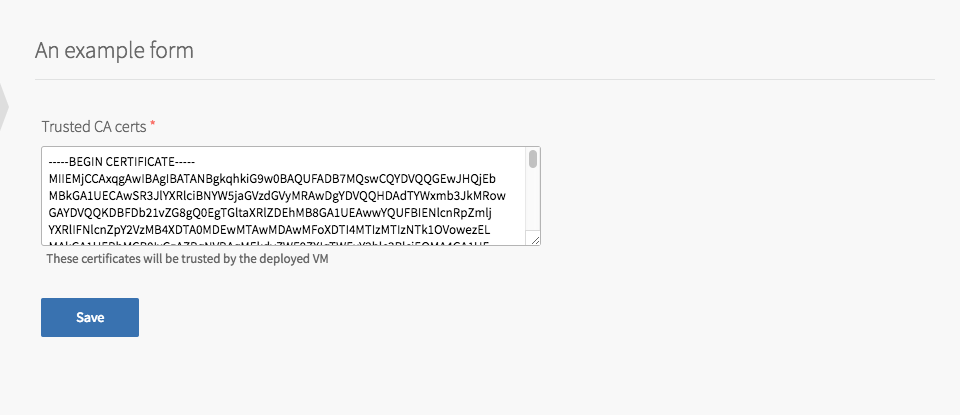 An example form
Trusted CA certs *
-----BEGIN CERTIFICATE-----
MIIEMjCCAxqgAwIBAgIBATANBgkqhkiG9w0BAQUFADB7MQswCQYDVQQGEwJHQjEb
MBkGA1UECAwSR3JlYXRlciBNYW5jaGVzdGVyMRAwDgYDVQQHDAdTYWxmb3JkMRow
GAYDVQQKDBFDb21vZG8gQ0EgTGltaXRlZDEhMB8GA1UEAwwYQUFBIENlcnRpZmlj
YXRlIFNlcnZpY2VzMB4XDTA0MDEwMTAwMDAwMFoXDTI4MTIzMTIzNTk1OVowezEL
These certificates will be trusted by the deployed VM
Save